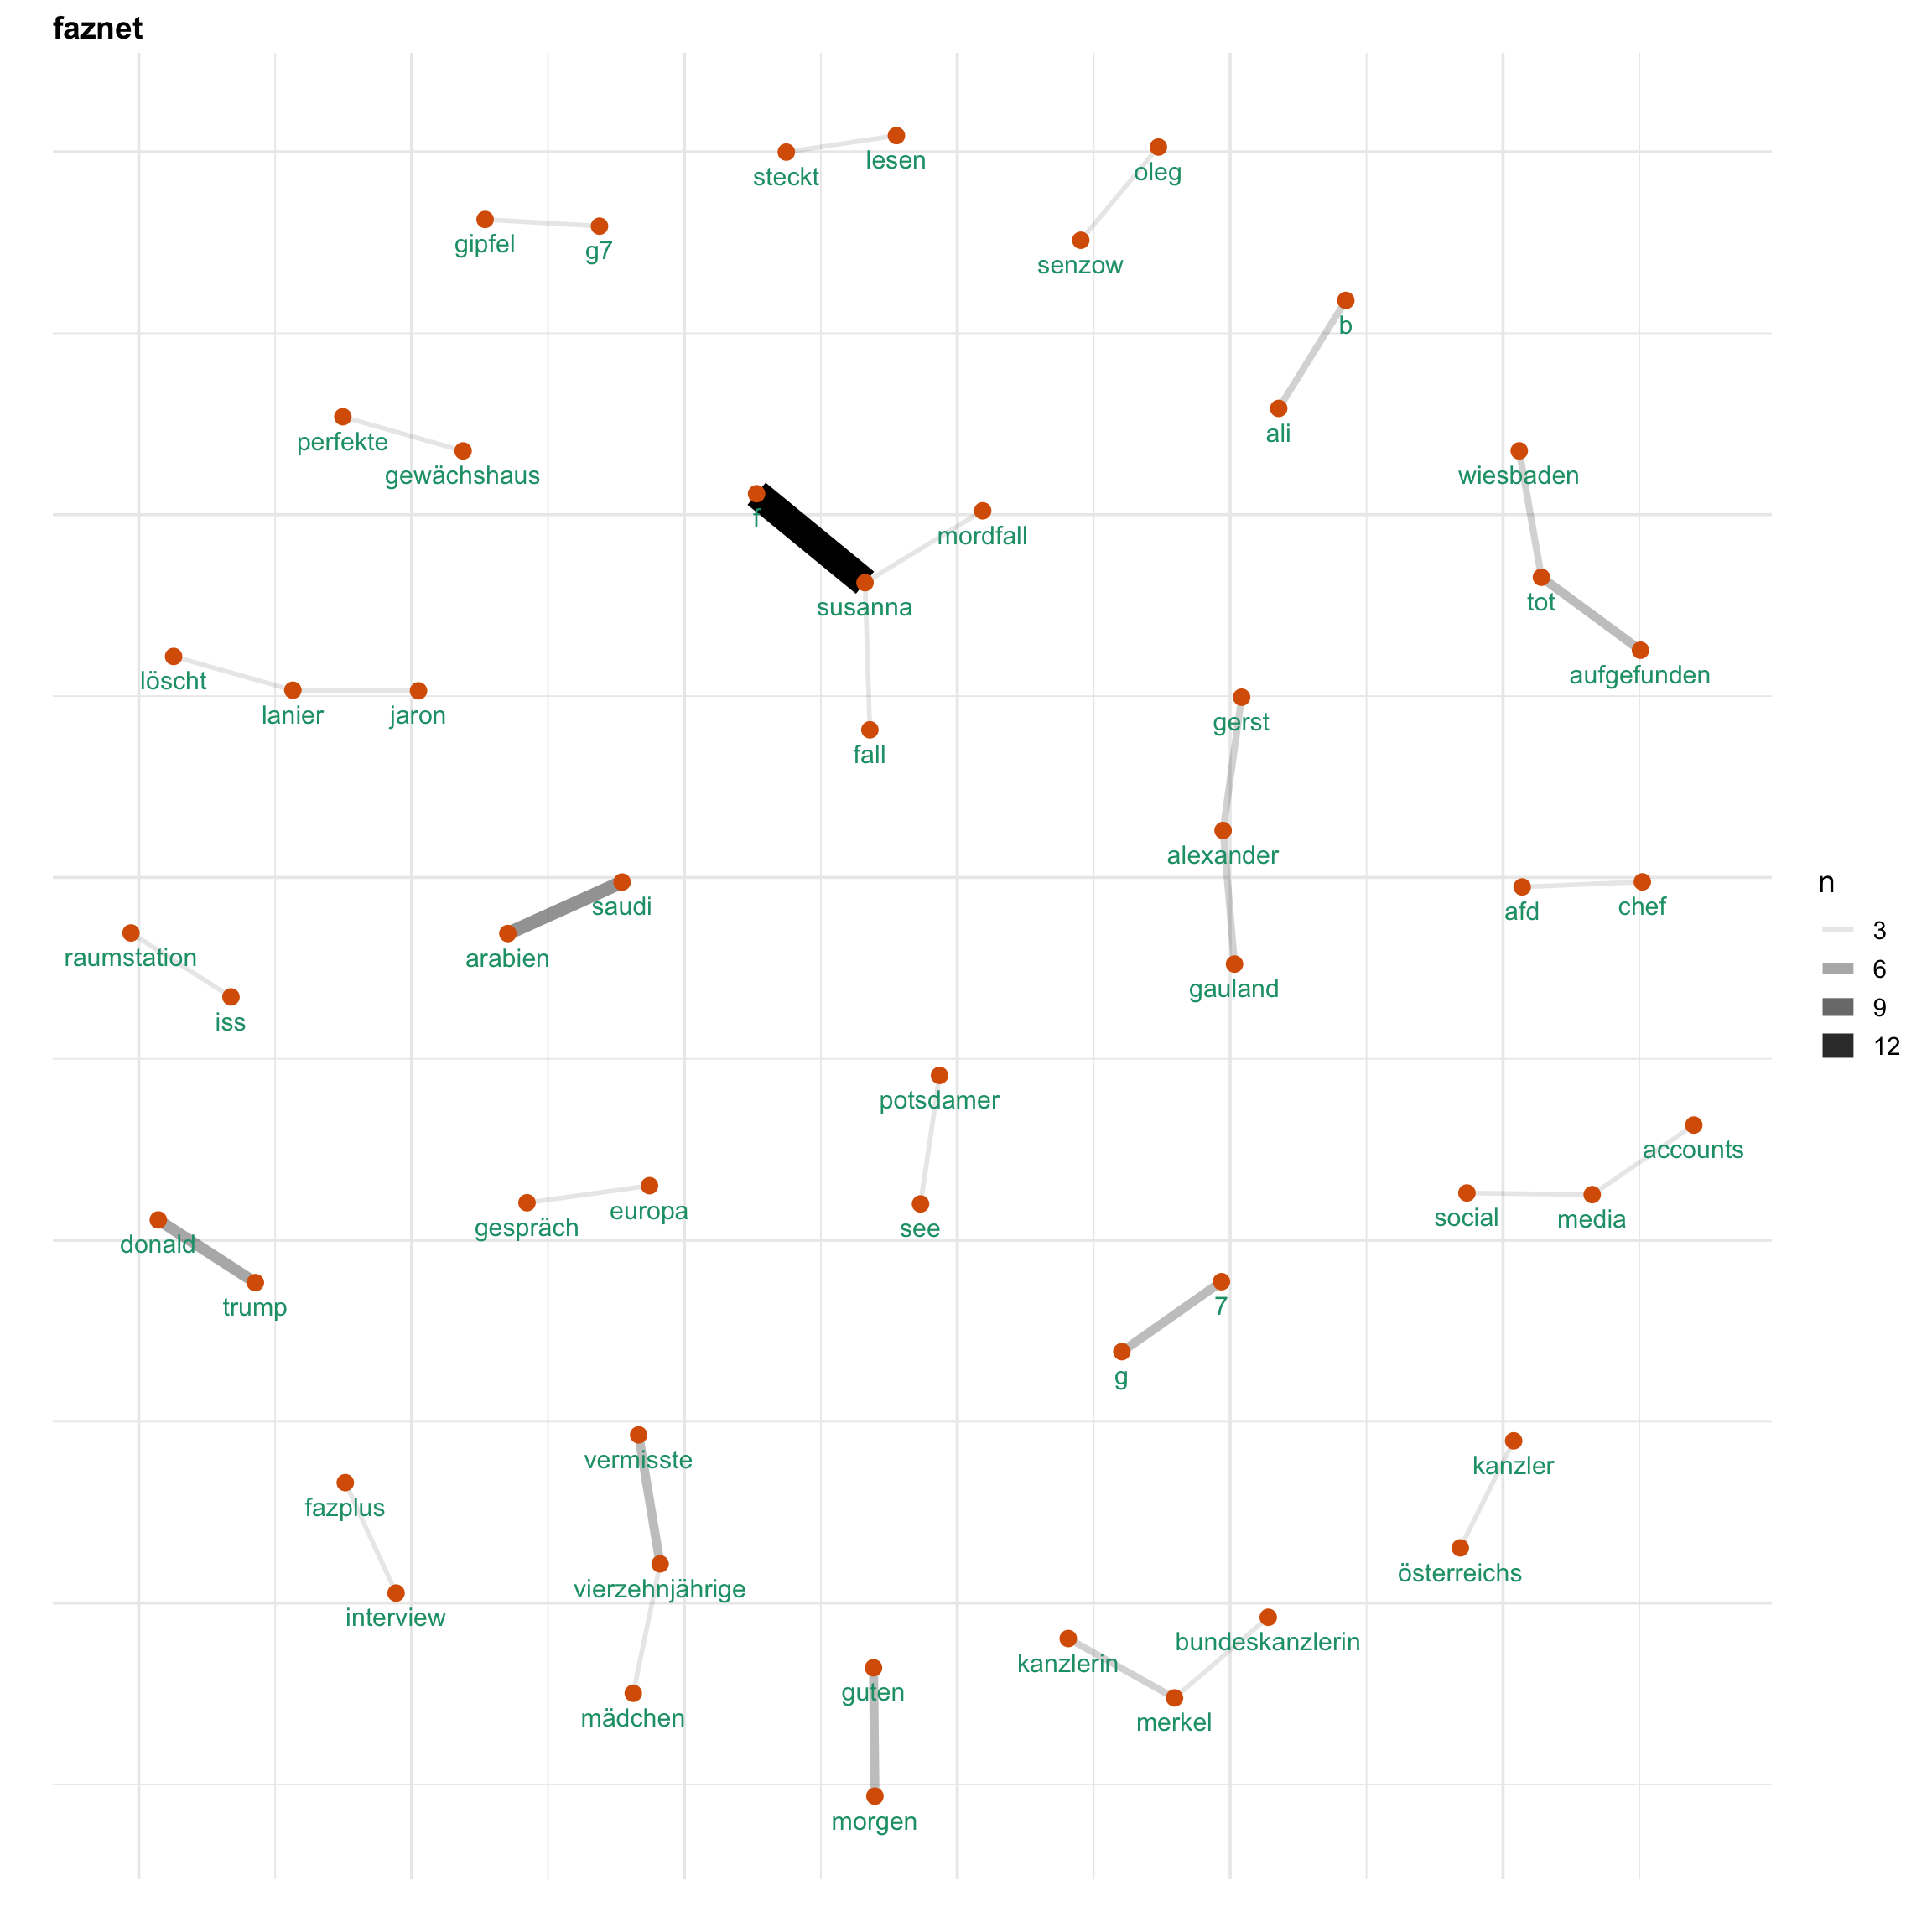 faznet
lesen
steckt
oleg
gipfel
g7
senzow
b
ali
perfekte
gewächshaus
wiesbaden
f
mordfall
tot
susanna
aufgefunden
löscht
lanier
jaron
gerst
fall
alexander
saudi
afd
chef
raumstation
arabien
gauland
iss
n
3
6
9
12
potsdamer
accounts
europa
gespräch
see
social
media
donald
trump
7
g
vermisste
kanzler
fazplus
österreichs
vierzehnjährige
interview
bundeskanzlerin
kanzlerin
guten
mädchen
merkel
morgen